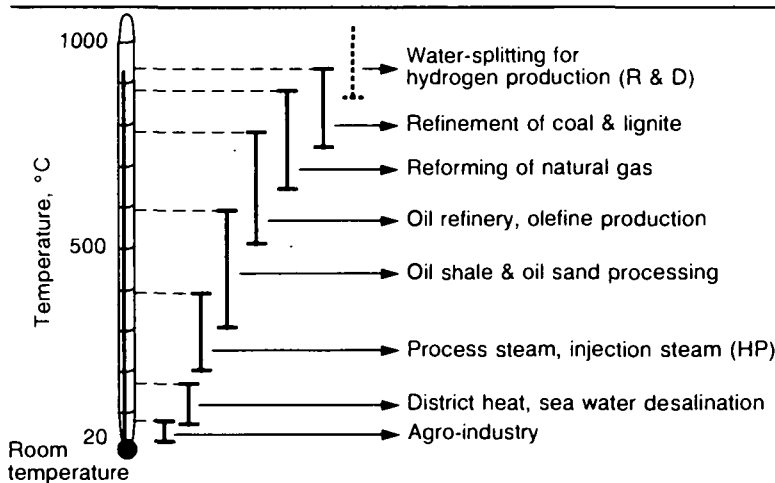 1000
Water-splitting for
hydrogen production (R & D)
Refinement of coal & lignite
Reforming of natural gas
Oil refinery, olefine production
Temperature, °C
500
Oil shale & oil sand processing
Process steam, injection steam (HP)
District heat, sea water desalination
20
Agro-industry
Room
temperature